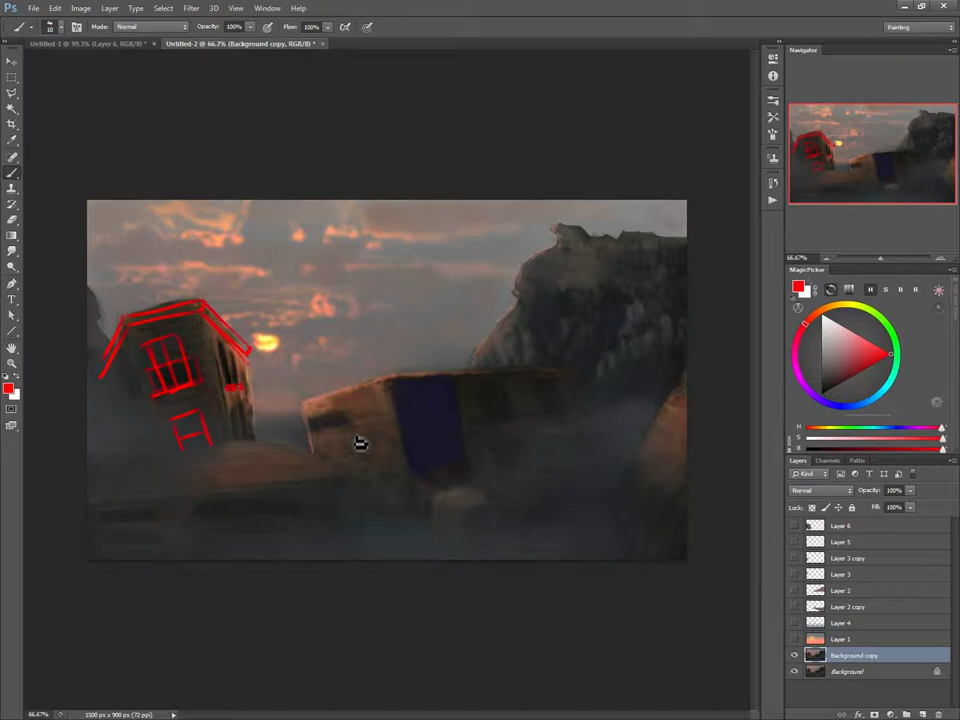 Ps File Edit Image Layer Type Select Filter 3D View Window Help
10 Mode: Normal Opacity: 100% Flow: 100% Painting
Untitled-1 @ 99.3% (Layer 6, RGB/8) * × Untitled-2 @ 66.7% (Background copy, RGB/8) * ×
Navigator
66.67%
MagicPicker
H S B R
H
S
B
Layers Channels Paths
Kind
Normal Opacity: 100%
Lock: Fill: 100%
Layer 6
Layer 5
Layer 3 copy
Layer 3
Layer 2
Layer 2 copy
Layer 4
Layer 1
Background copy
Background
66.67% 1500 px x 900 px (72 ppi)